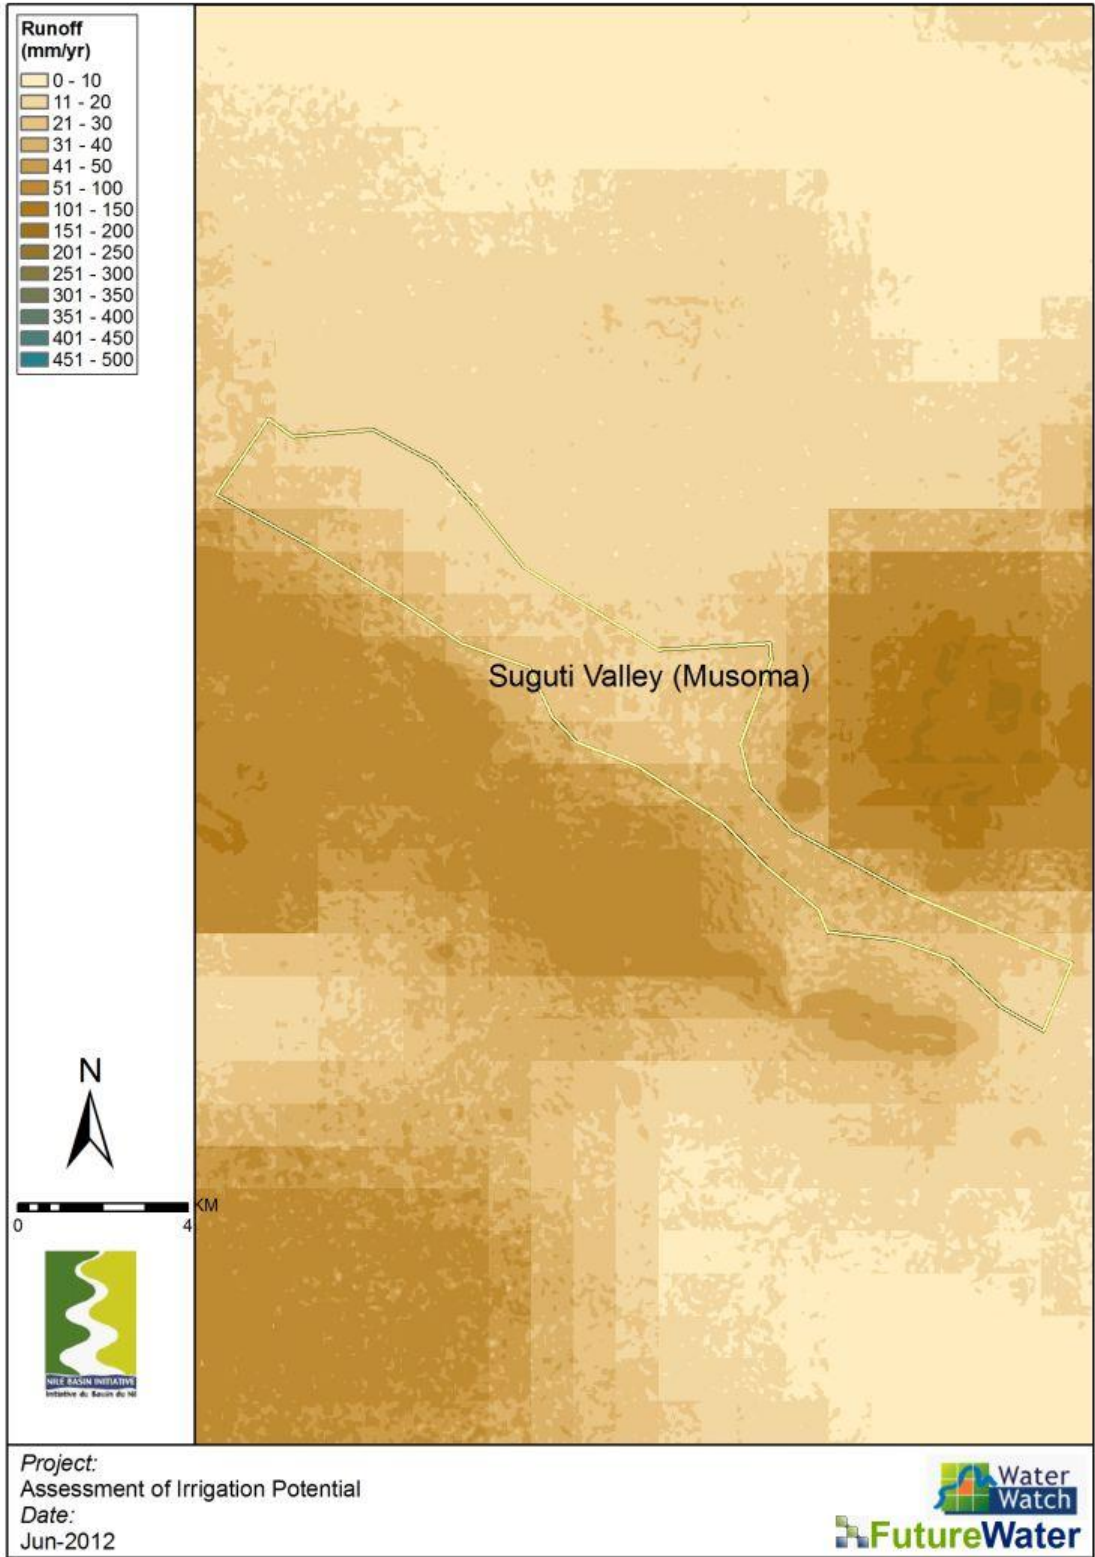 Runoff
(mm/yr)
0 - 10
11 - 20
21 - 30
31 - 40
41 - 50
51 - 100
101 - 150
151 - 200
201 - 250
251 - 300
301 - 350
351 - 400
401 - 450
451 - 500
Suguti Valley (Musoma)
N
KM
0 4
NILE BASIN INITIATIVE
Initiative du Bassin du Nil
Project:
Assessment of Irrigation Potential
Date:
Jun-2012
Water
Watch
FutureWater